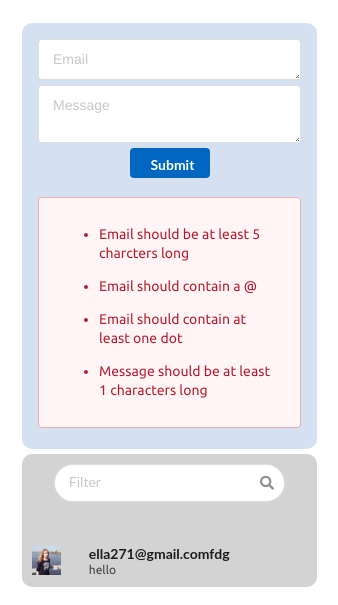 Email
Message
Submit
• Email should be at least 5
charcters long
• Email should contain a @
• Email should contain at
least one dot
• Message should be at least
1 characters long
Filter
ella271@gmail.comfdg
hello